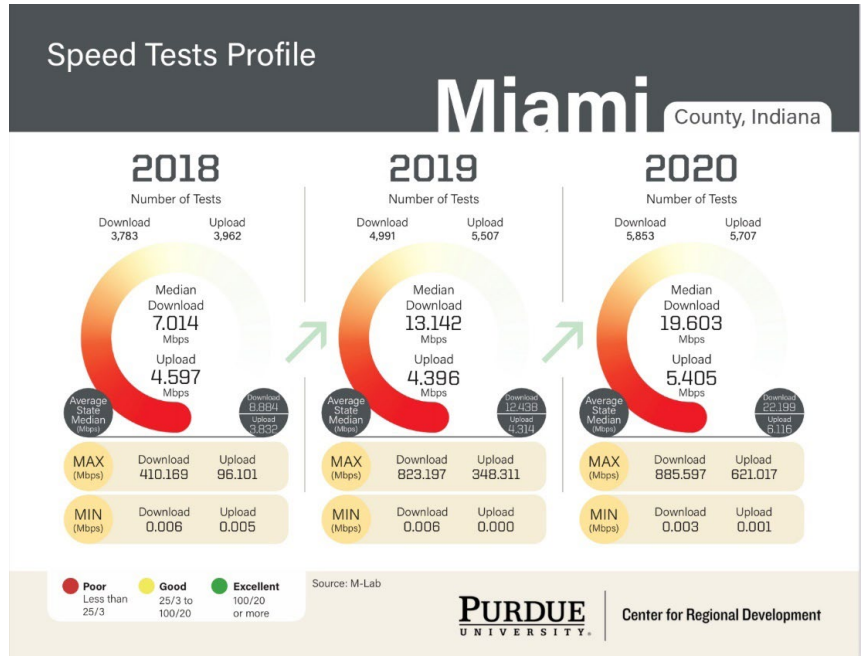 Speed Tests Profile
Miami
County, Indiana
2018
Number of Tests
Download Upload
3,783 3,962
Median
Download
7.014
Mbps
Upload
4.597
Mbps
Average
State
Median
(Mbps)
Download
8.884
Upload
3.832
MAX
(Mbps)
Download Upload
410.169 96.101
MIN
(Mbps)
Download Upload
0.006 0.005
2019
Number of Tests
Download Upload
4,991 5,507
Median
Download
13.142
Mbps
Upload
4.396
Mbps
Average
State
Median
(Mbps)
Download
12.438
Upload
4.314
MAX
(Mbps)
Download Upload
823.197 348.311
MIN
(Mbps)
Download Upload
0.006 0.000
2020
Number of Tests
Download Upload
5,853 5,707
Median
Download
19.603
Mbps
Upload
5.405
Mbps
Average
State
Median
(Mbps)
Download
22.199
Upload
6.116
MAX
(Mbps)
Download Upload
885.597 621.017
MIN
(Mbps)
Download Upload
0.003 0.001
Poor
Less than
25/3
Good
25/3 to
100/20
Excellent
100/20
or more
Source: M-Lab
PURDUE
UNIVERSITY®
Center for Regional Development